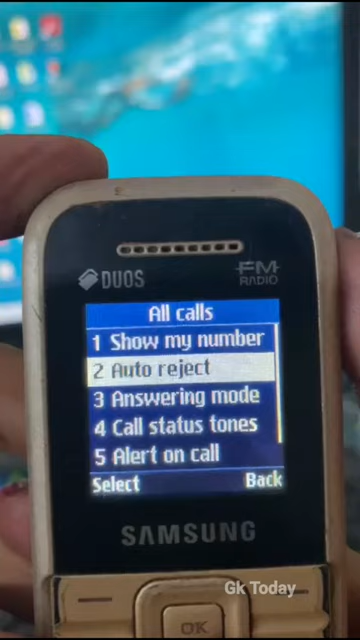 DUOS
FM
RADIO
All calls
1 Show my number
2 Auto reject
3 Answering mode
4 Call status tones
5 Alert on call
Select Back
SAMSUNG
Gk Today
OK